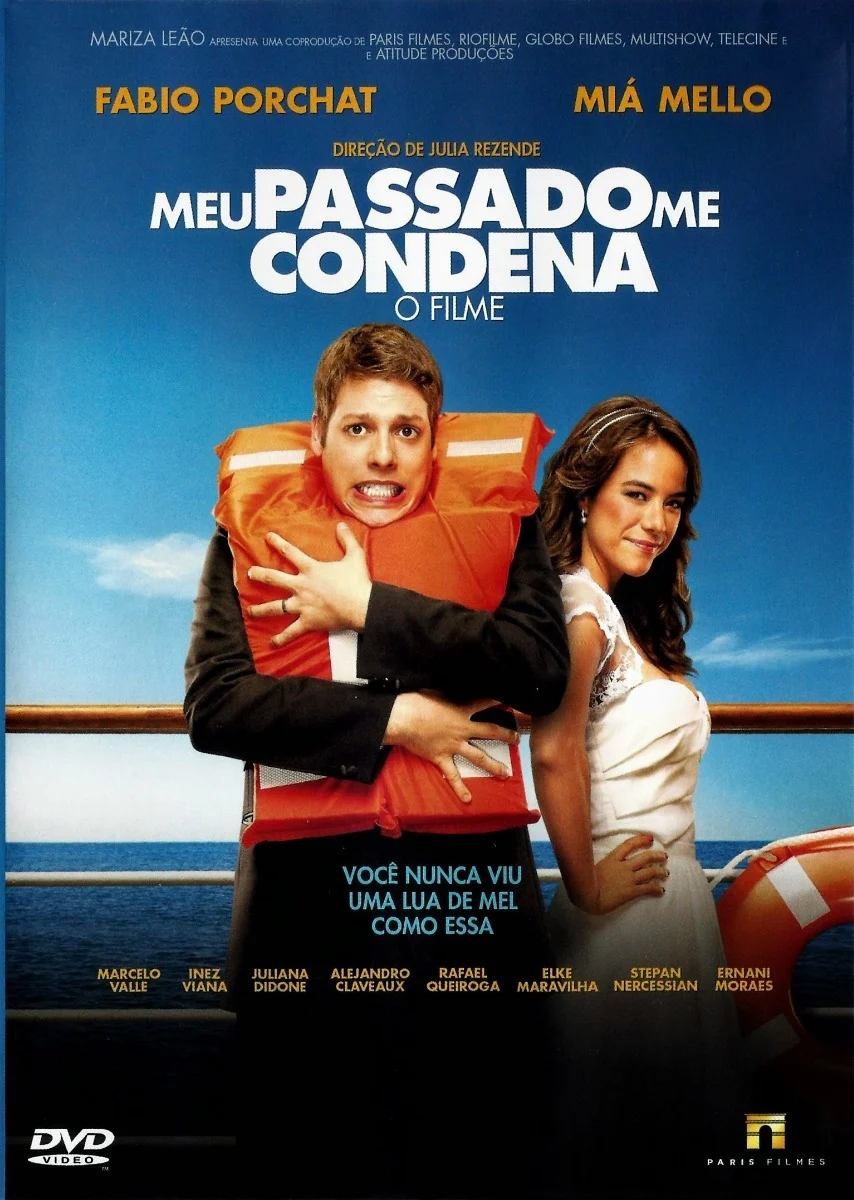 MARIZA LEÃO APRESENTA UMA COPRODUÇÃO DE PARIS FILMES, RIOFILME, GLOBO FILMES, MULTISHOW, TELECINE E
E ATITUDE PRODUÇÕES
FABIO PORCHAT MIÁ MELLO
DIREÇÃO DE JULIA REZENDE
MEU PASSADO ME
CONDENA
O FILME
VOCÊ NUNCA VIU
UMA LUA DE MEL
COMO ESSA
MARCELO VALLE
INEZ VIANA
JULIANA DIDONE
ALEJANDRO CLAVEAUX
RAFAEL QUEIROGA
ELKE MARAVILHA
STEPAN NERCESSIAN
ERNANI MORAES
DVD
VIDEO
TM
PARIS FILMES